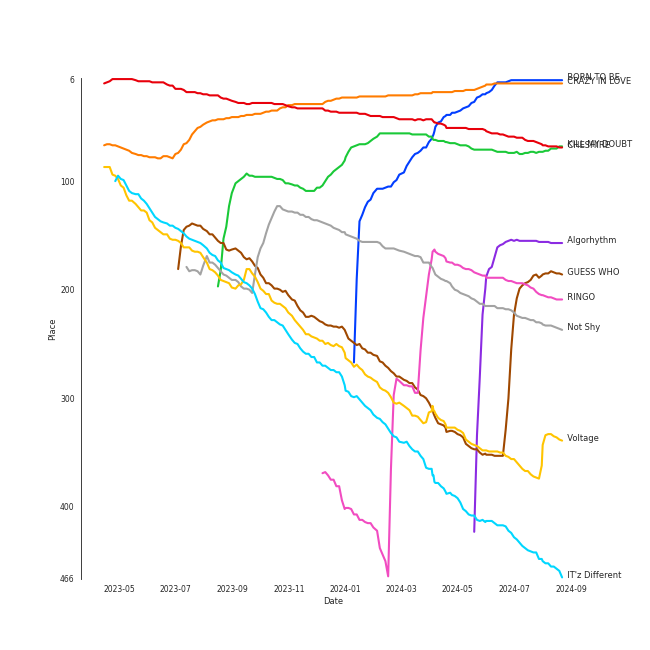 6
100
200
300
400
466
Place
2023-05
2023-07
2023-09
2023-11
2024-01
2024-03
2024-05
2024-07
2024-09
Date
BORN TO BE
CRAZY IN LOVE
KILL MY DOUBT
Algorhythm
GUESS WHO
RINGO
Not Shy
Voltage
IT'z Different